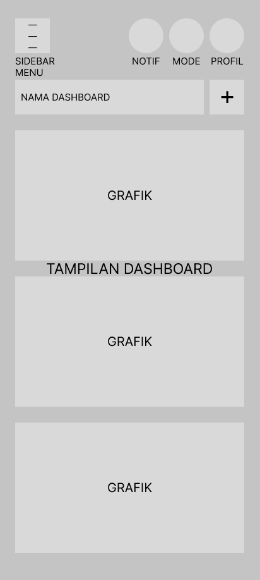 SIDEBAR
MENU
NOTIF
MODE
PROFIL
NAMA DASHBOARD
+
GRAFIK
TAMPILAN DASHBOARD
GRAFIK
GRAFIK